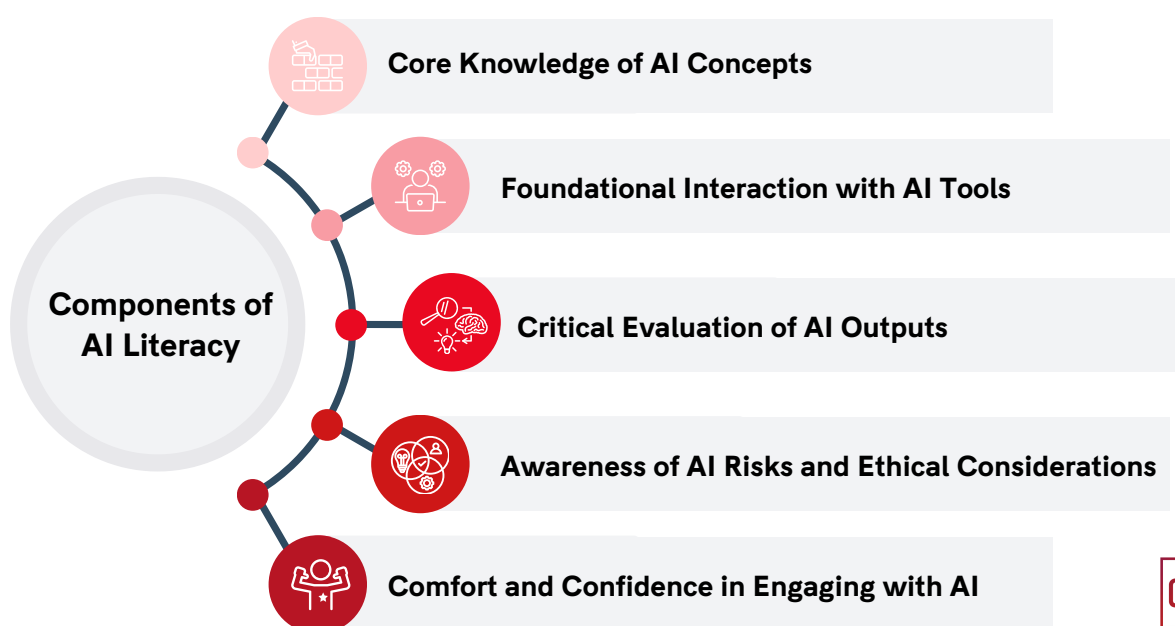 Core Knowledge of AI Concepts
Foundational Interaction with AI Tools
Components of
AI Literacy
Critical Evaluation of AI Outputs
Awareness of AI Risks and Ethical Considerations
Comfort and Confidence in Engaging with AI